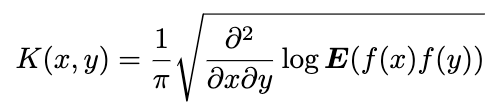 K(x, y) = \frac{1}{\pi} \sqrt{\frac{\partial^2}{\partial x \partial y} \log \boldsymbol{E}(f(x)f(y))}